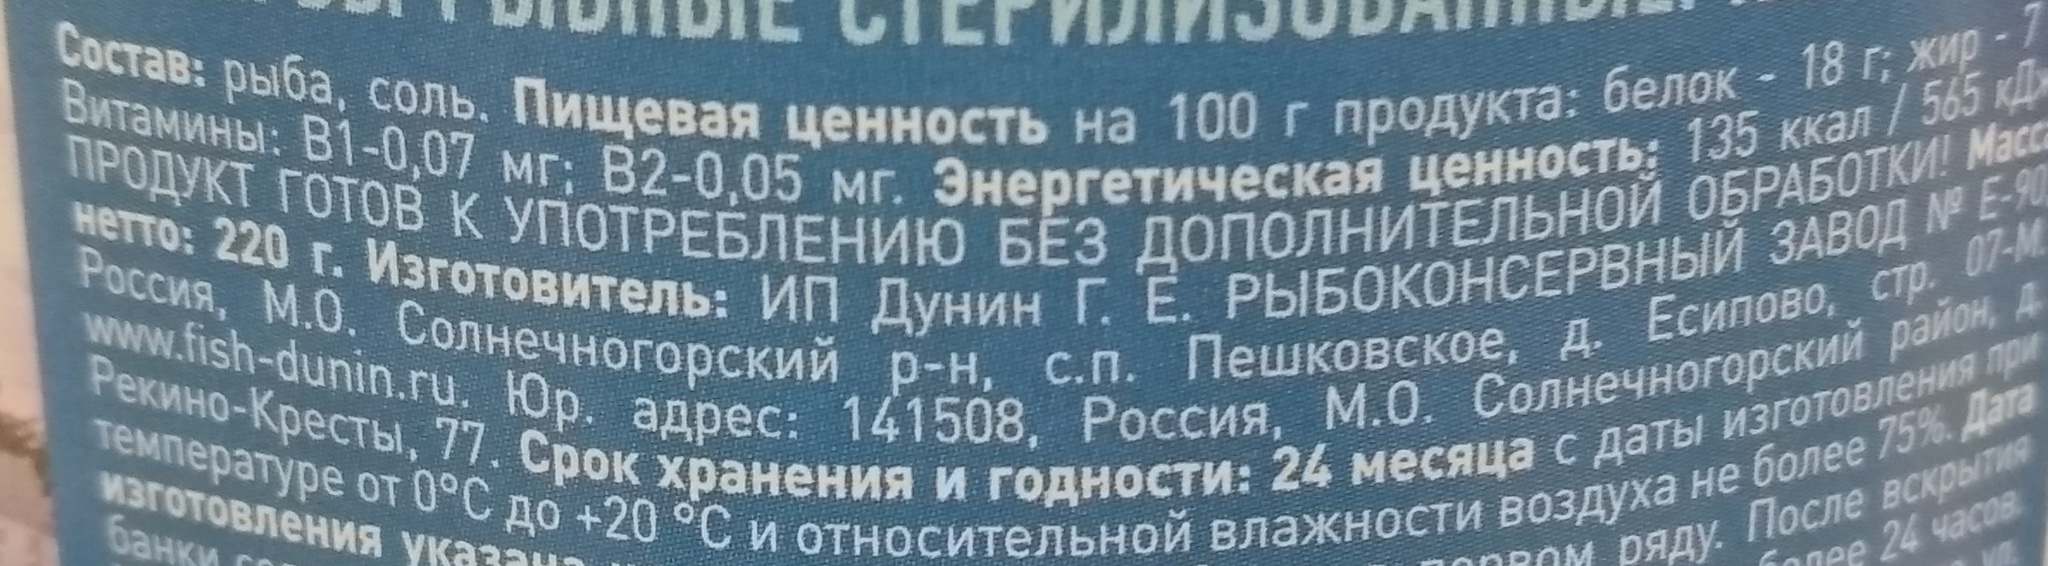 РЫБНЫЕ СТЕРИЛИЗОВАННЫЕ.
Состав: рыба, соль. Пищевая ценность на 100 г продукта: белок - 18 г; жир - 7
Витамины: В1-0,07 мг; В2-0,05 мг. Энергетическая ценность: 135 ккал / 565 кДж
ПРОДУКТ ГОТОВ К УПОТРЕБЛЕНИЮ БЕЗ ДОПОЛНИТЕЛЬНОЙ ОБРАБОТКИ! Масса
нетто: 220 г. Изготовитель: ИП Дунин Г. Е. РЫБОКОНСЕРВНЫЙ ЗАВОД № Е-90
Россия, М.О. Солнечногорский р-н, с.п. Пешковское, д. Есипово, стр. 07-М.
www.fish-dunin.ru. Юр. адрес: 141508, Россия, М.О. Солнечногорский район, д.
Рекино-Кресты, 77. Срок хранения и годности: 24 месяца с даты изготовления при
температуре от 0°С до +20 °С и относительной влажности воздуха не более 75%. Дата
изготовления указана первом ряду. После вскрытия
банки более 24 часов.
ул.